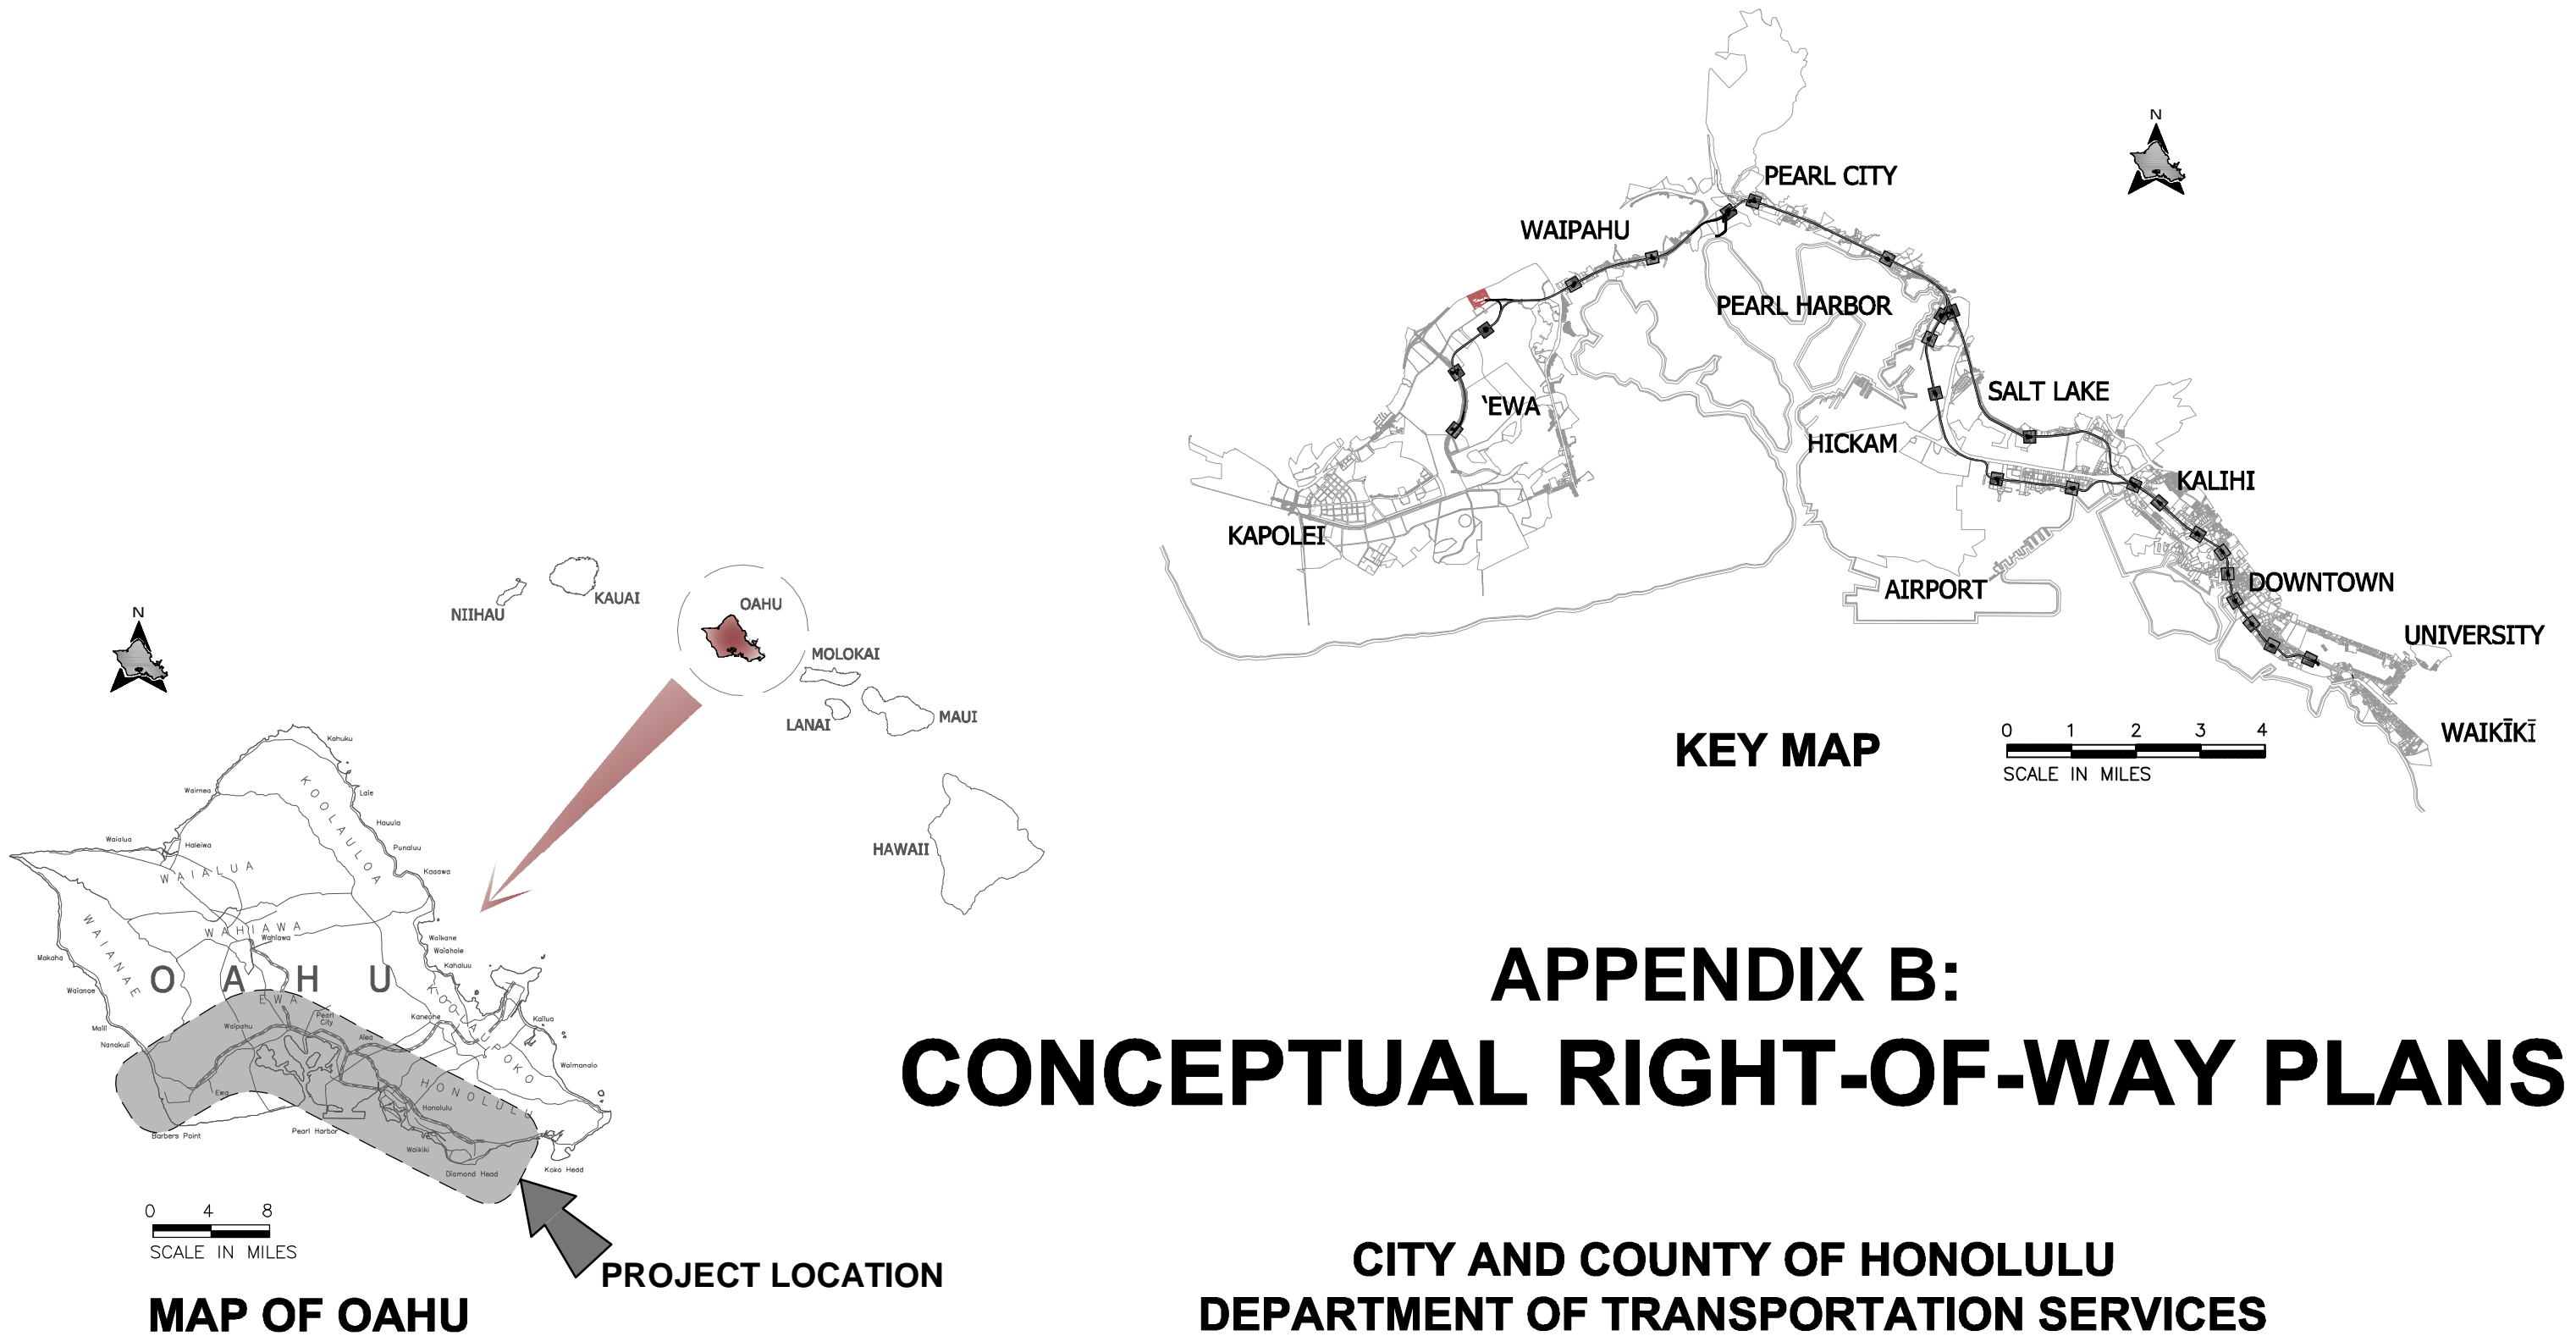 N
PEARL CITY
WAIPAHU
PEARL HARBOR
'EWA
SALT LAKE
HICKAM
KALIHI
KAPOLEI
AIRPORT
DOWNTOWN
UNIVERSITY
WAIKĪKĪ
KEY MAP
0 1 2 3 4
SCALE IN MILES
NIIHAU
KAUAI
OAHU
MOLOKAI
LANAI
MAUI
HAWAII
N
Kahuku
Waimea
Laie
KOOLAULOA
Hauula
Waialua
Haleiwa
Punaluu
WAIALUA
Kaaawa
WAIANAE
WAHIAWA
Wahiawa
Waikane
Waiahole
Makaha
Kahaluu
OAHU
Waianae
EWA
KOOLAUPOKO
Kaneohe
Kailua
Pearl
City
Waipahu
Maili
Nanakuli
Aiea
Waimanalo
HONOLULU
Ewa
Honolulu
Barbers Point
Pearl Harbor
Waikiki
Diamond Head
Koko Head
0 4 8
SCALE IN MILES
PROJECT LOCATION
MAP OF OAHU
APPENDIX B:
CONCEPTUAL RIGHT-OF-WAY PLANS
CITY AND COUNTY OF HONOLULU
DEPARTMENT OF TRANSPORTATION SERVICES